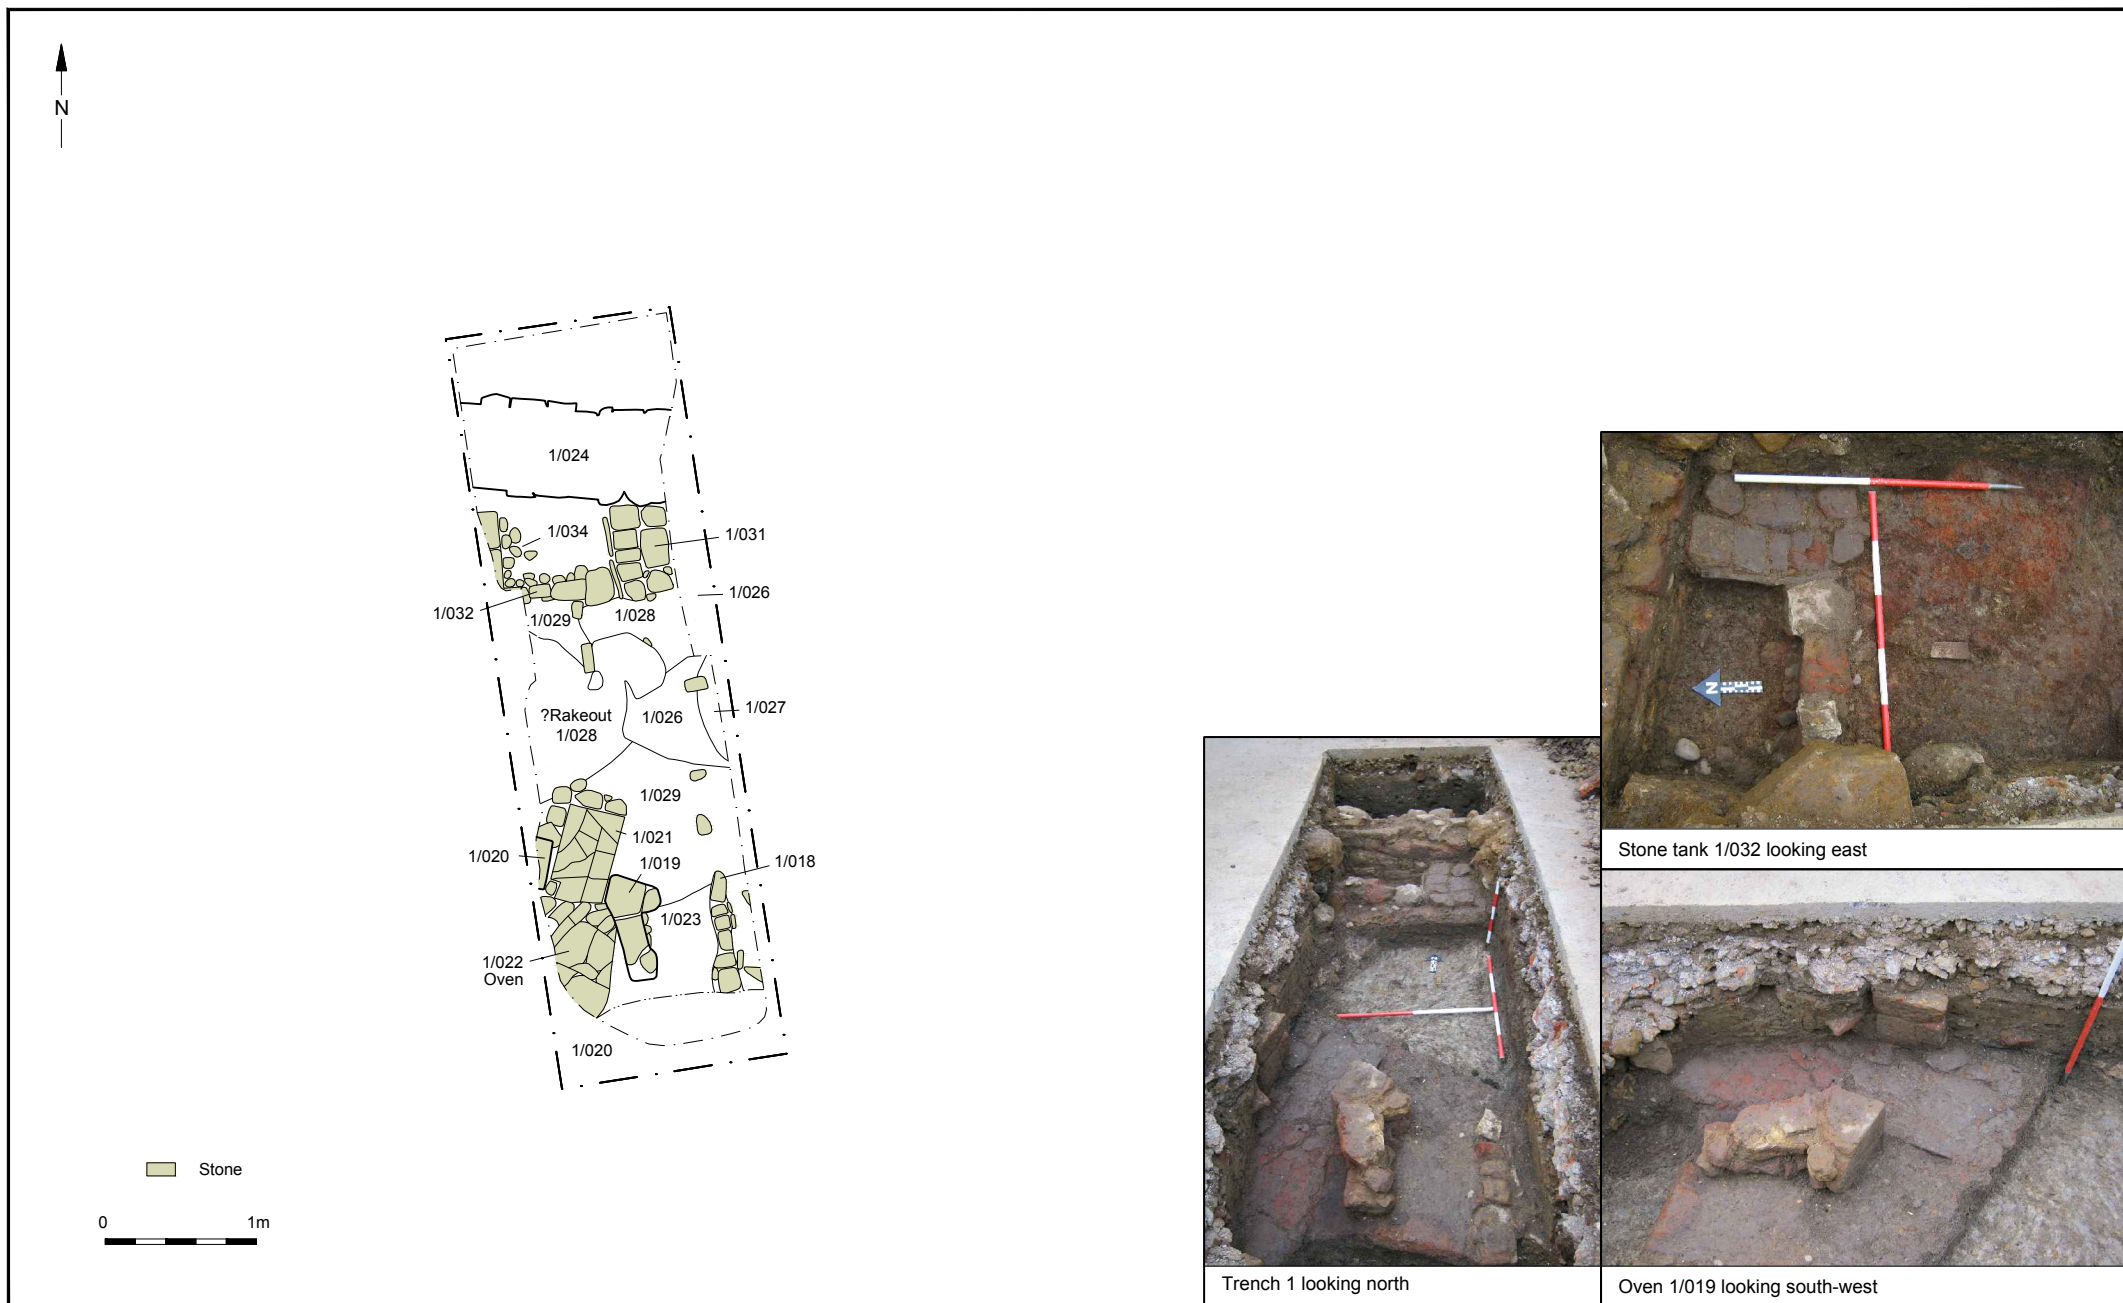 N
1/024
1/034
1/031
1/032
1/029
1/028
1/026
?Rakeout
1/028
1/026
1/027
1/029
1/021
1/020
1/019
1/018
1/023
1/022
Oven
1/020
Stone
0 1m
N
Stone tank 1/032 looking east
Trench 1 looking north
Oven 1/019 looking south-west